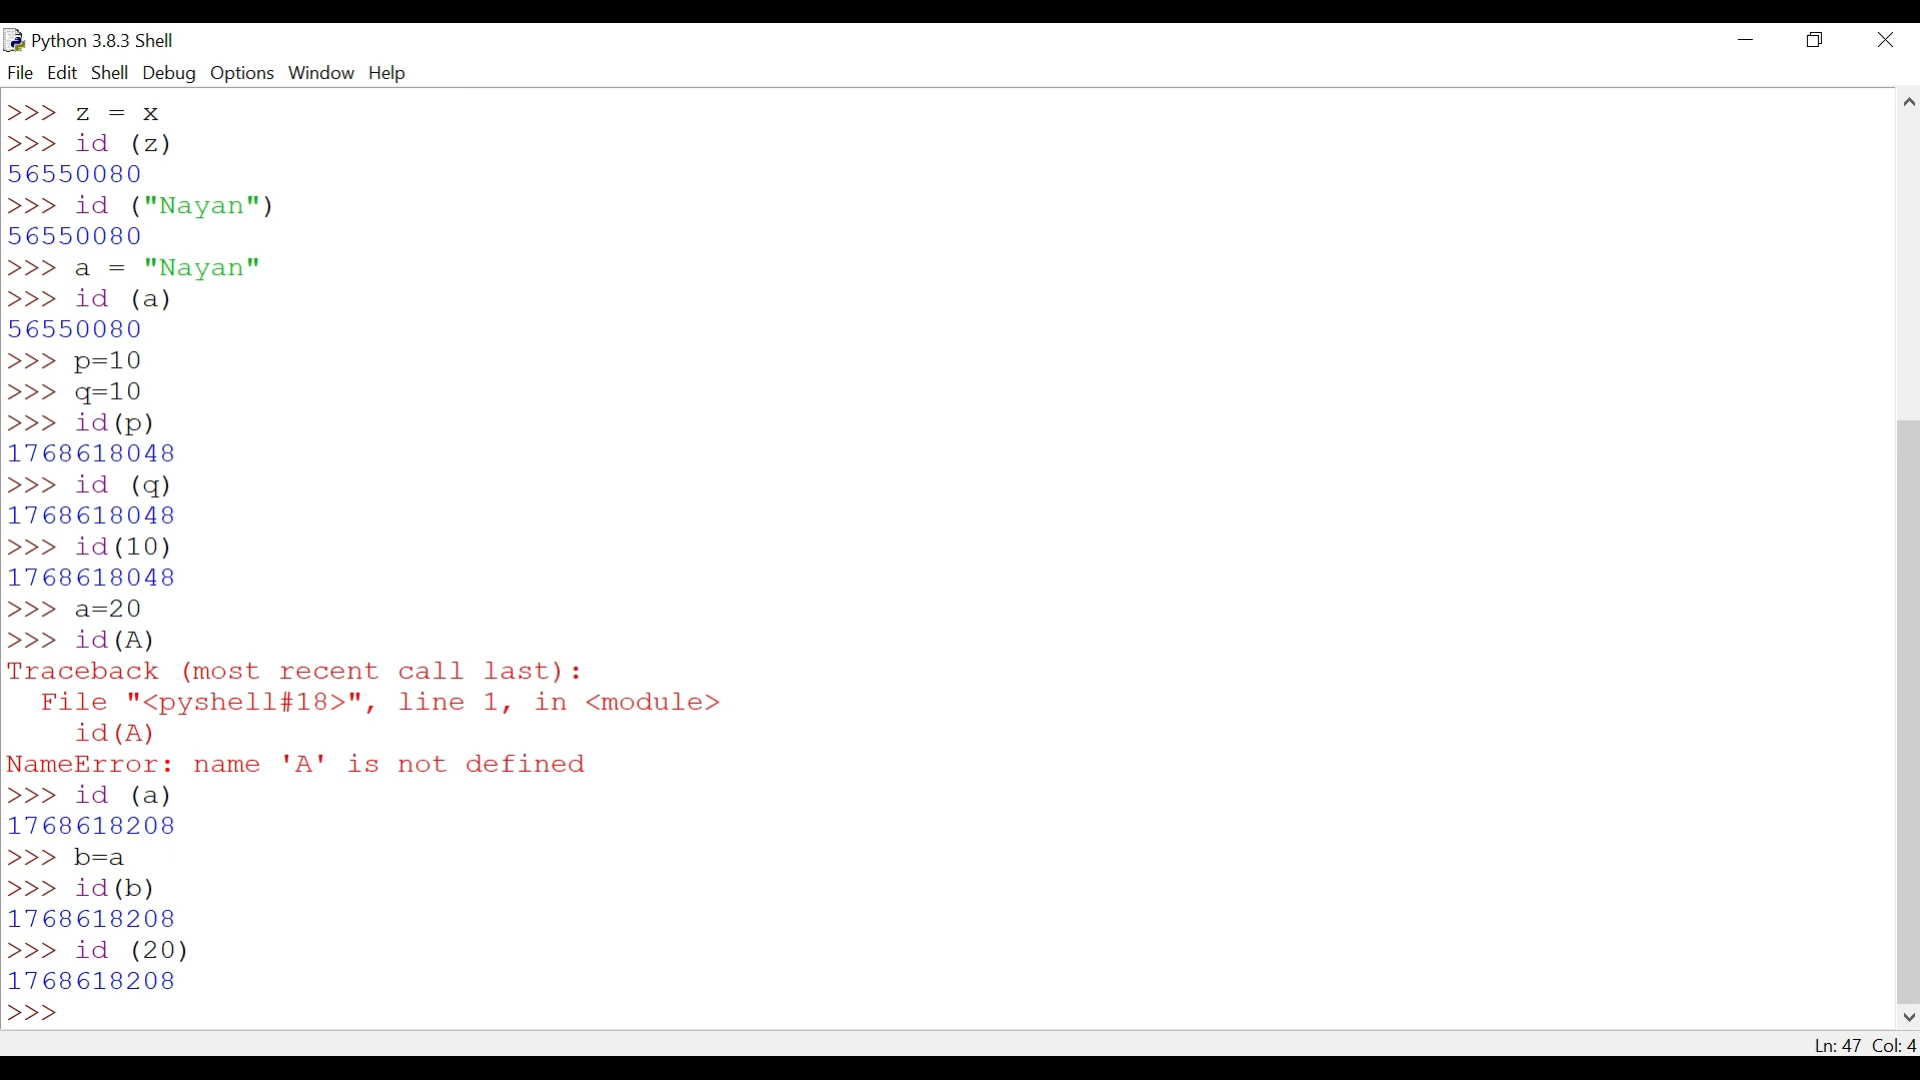 Python 3.8.3 Shell
File Edit Shell Debug Options Window Help
>>> z = x
>>> id (z)
56550080
>>> id ("Nayan")
56550080
>>> a = "Nayan"
>>> id (a)
56550080
>>> p=10
>>> q=10
>>> id(p)
1768618048
>>> id (q)
1768618048
>>> id(10)
1768618048
>>> a=20
>>> id(A)
Traceback (most recent call last):
  File "<pyshell#18>", line 1, in <module>
    id(A)
NameError: name 'A' is not defined
>>> id (a)
1768618208
>>> b=a
>>> id(b)
1768618208
>>> id (20)
1768618208
>>>
Ln: 47 Col: 4